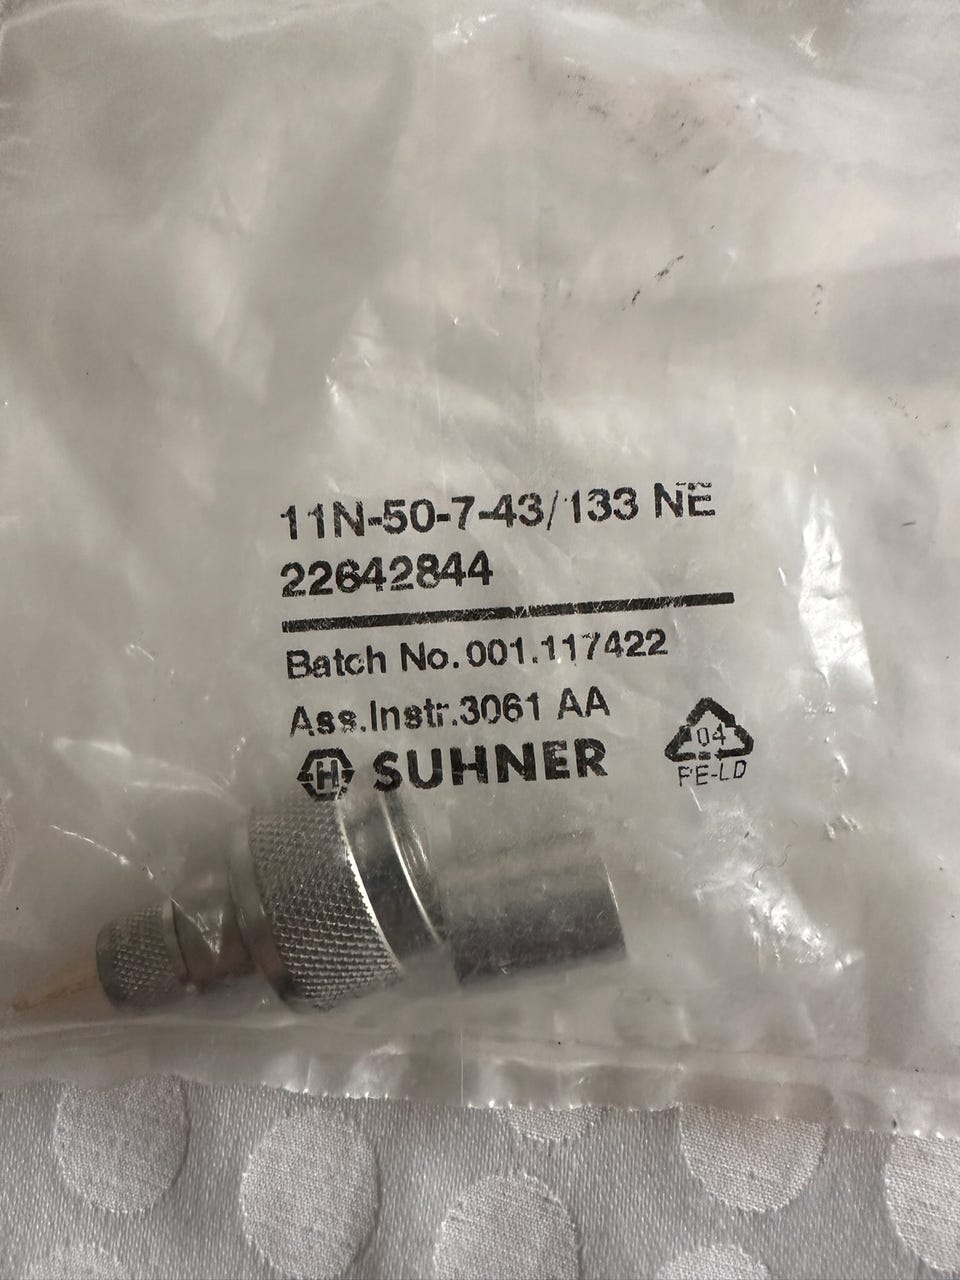 11N-50-7-43/133 NE
22642844
Batch No. 001.117422
Ass.Instr.3061 AA
H SUHNER
04
PE-LD